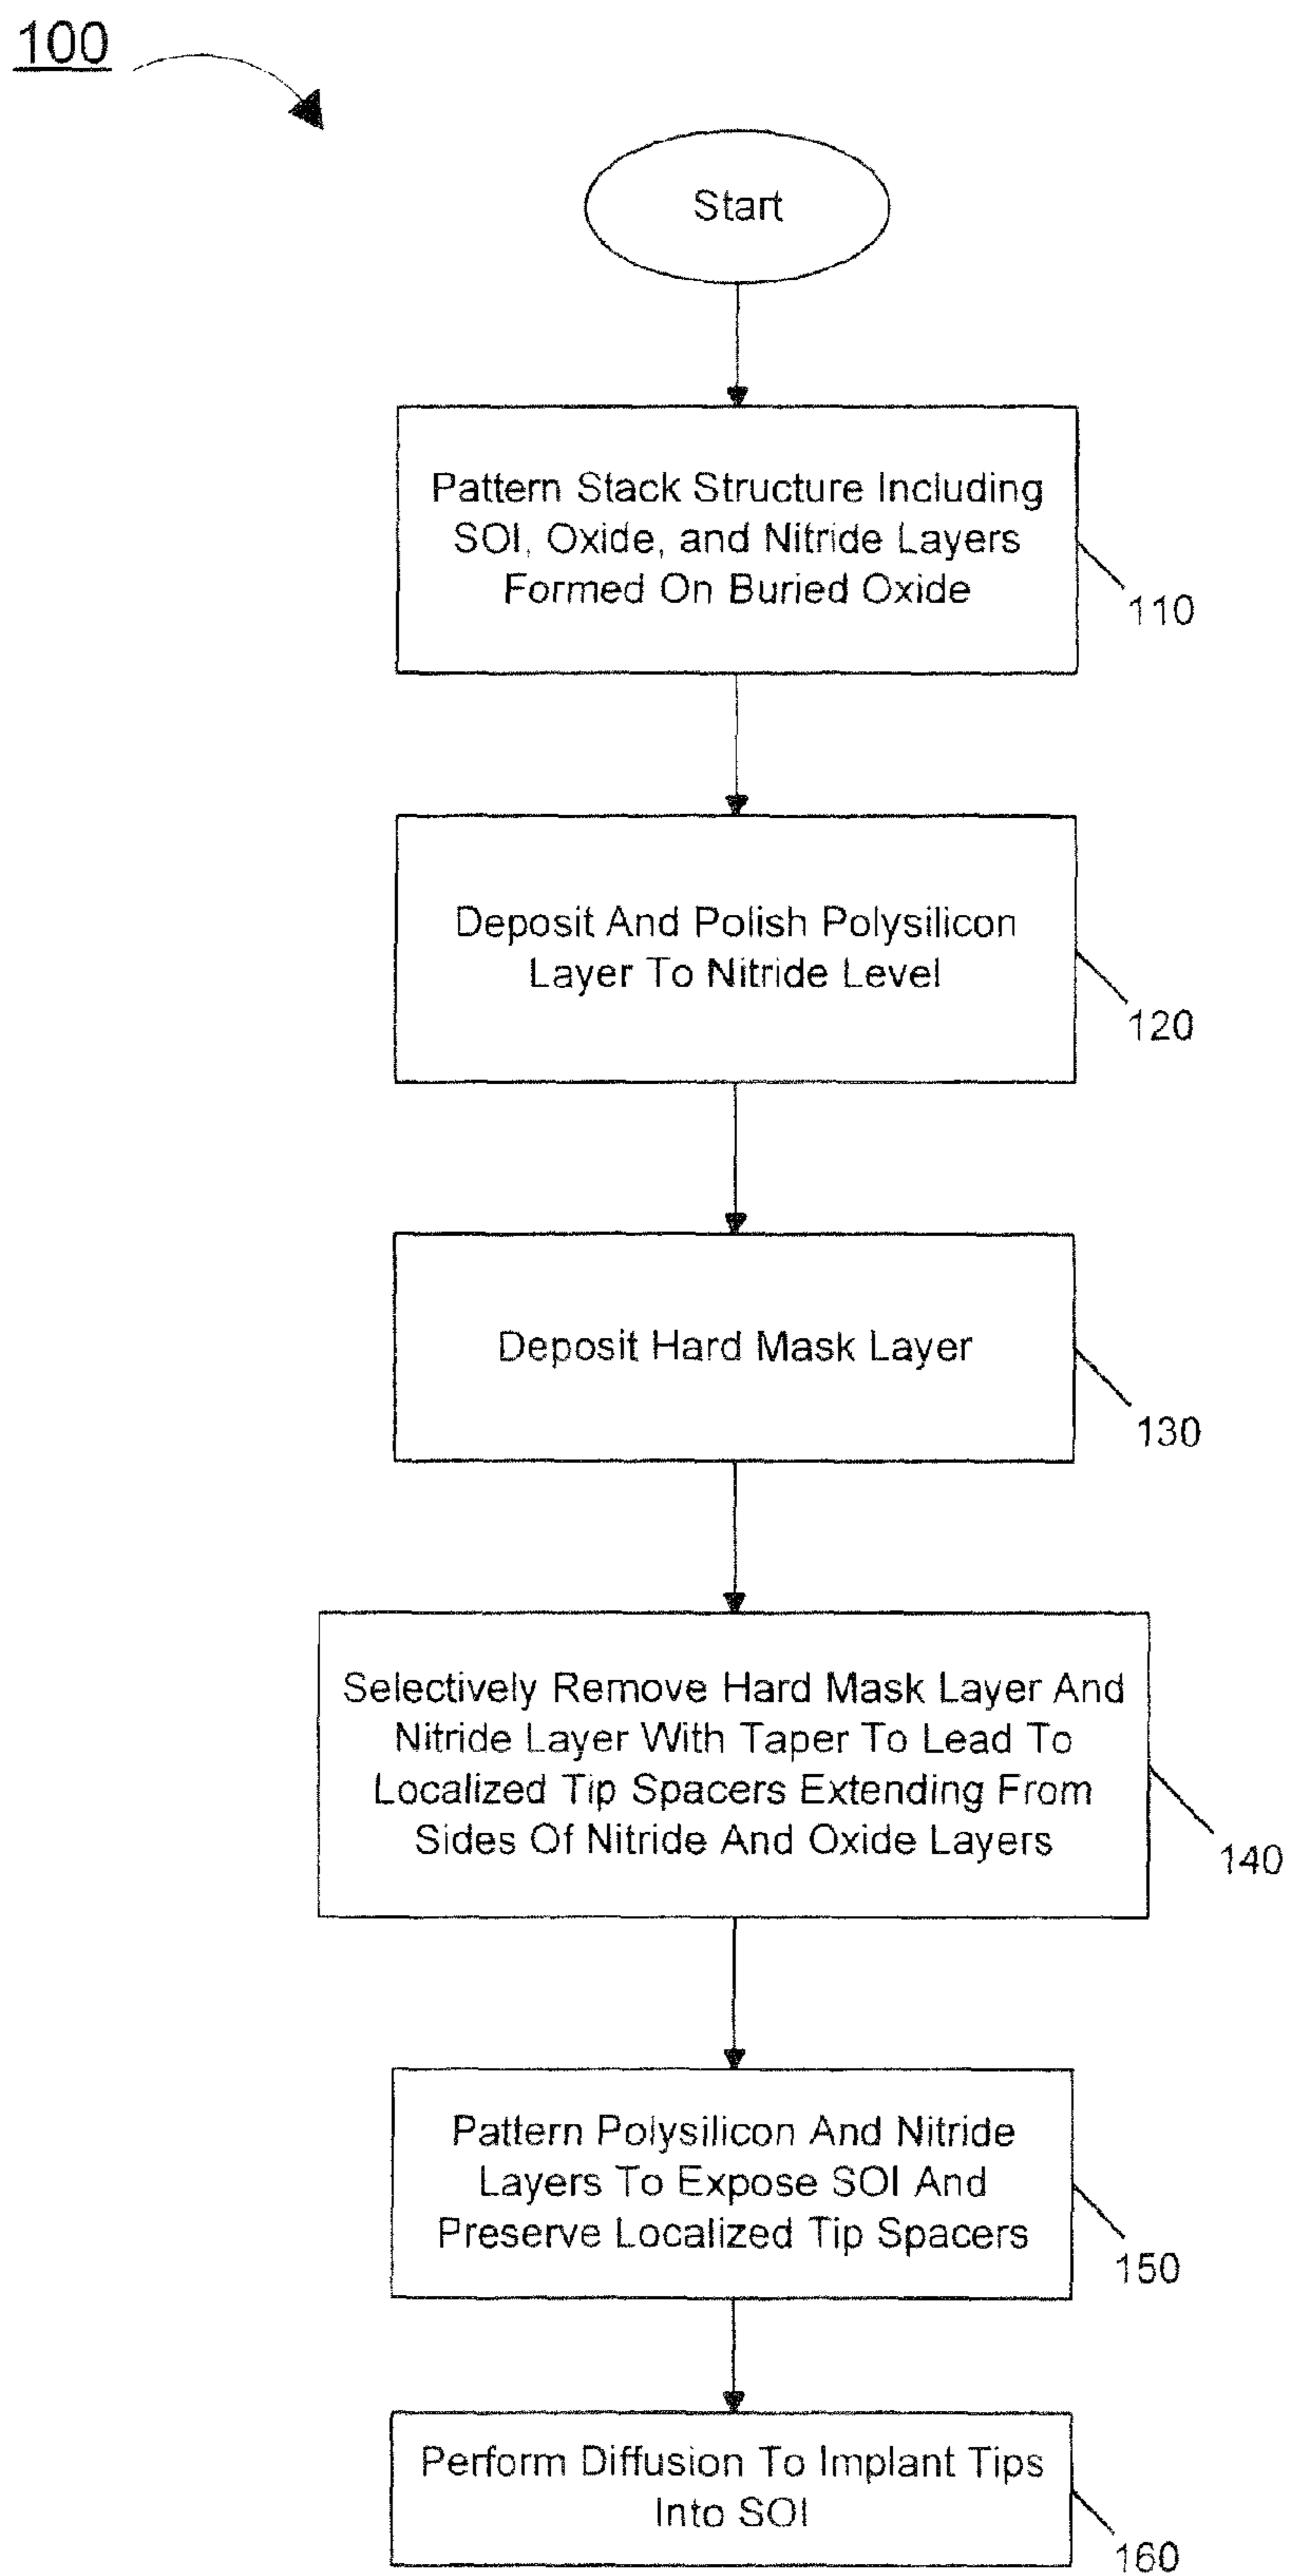 100
Start
Pattern Stack Structure Including
SOI, Oxide, and Nitride Layers
Formed On Buried Oxide
110
Deposit And Polish Polysilicon
Layer To Nitride Level
120
Deposit Hard Mask Layer
130
Selectively Remove Hard Mask Layer And
Nitride Layer With Taper To Lead To
Localized Tip Spacers Extending From
Sides Of Nitride And Oxide Layers
140
Pattern Polysilicon And Nitride
Layers To Expose SOI And
Preserve Localized Tip Spacers
150
Perform Diffusion To Implant Tips
Into SOI
160